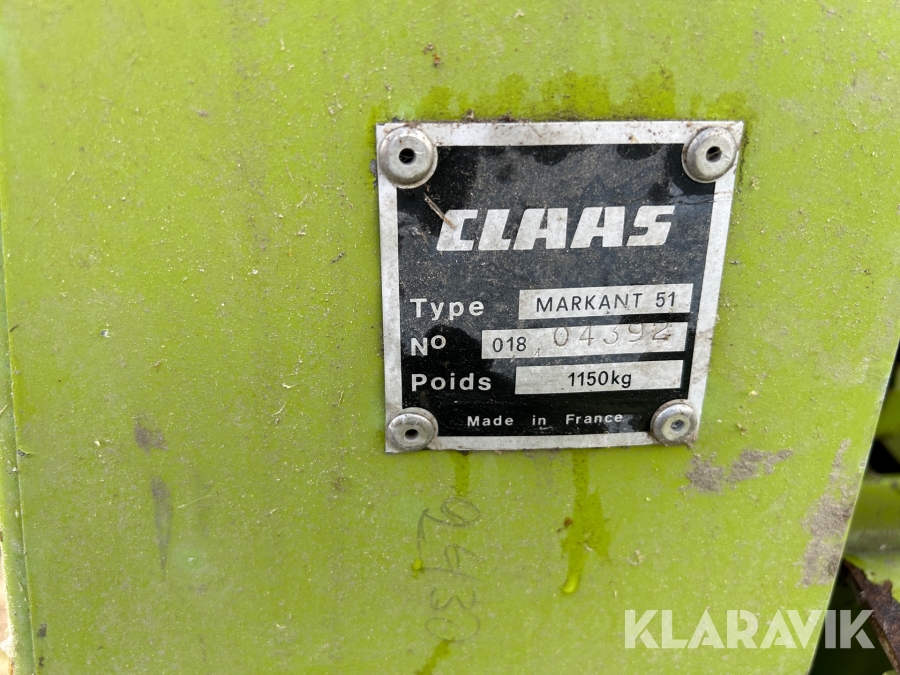 CLAAS
Type MARKANT 51
No 018 04392
Poids 1150kg
Made in France
KLARAVIK